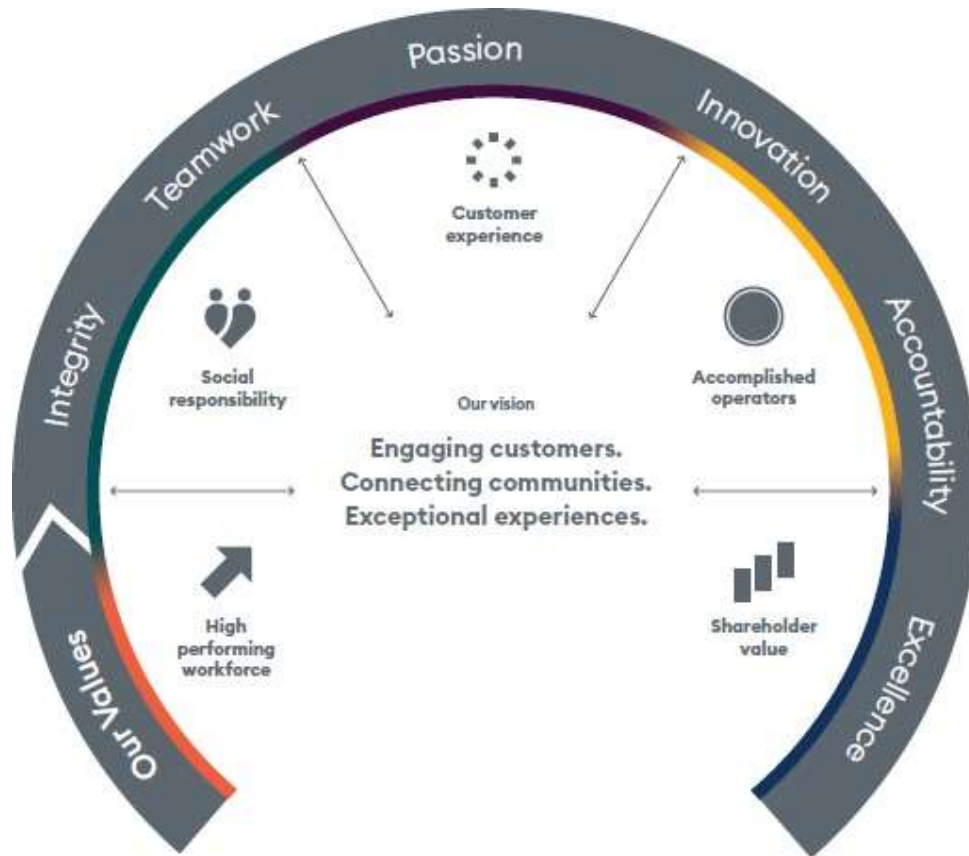 Our Values
Integrity
Teamwork
Passion
Innovation
Accountability
Excellence
Customer
experience
Social
responsibility
Accomplished
operators
Our vision
Engaging customers.
Connecting communities.
Exceptional experiences.
High
performing
workforce
Shareholder
value